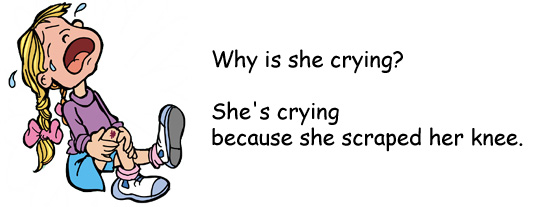 Why is she crying?
She's crying
because she scraped her knee.